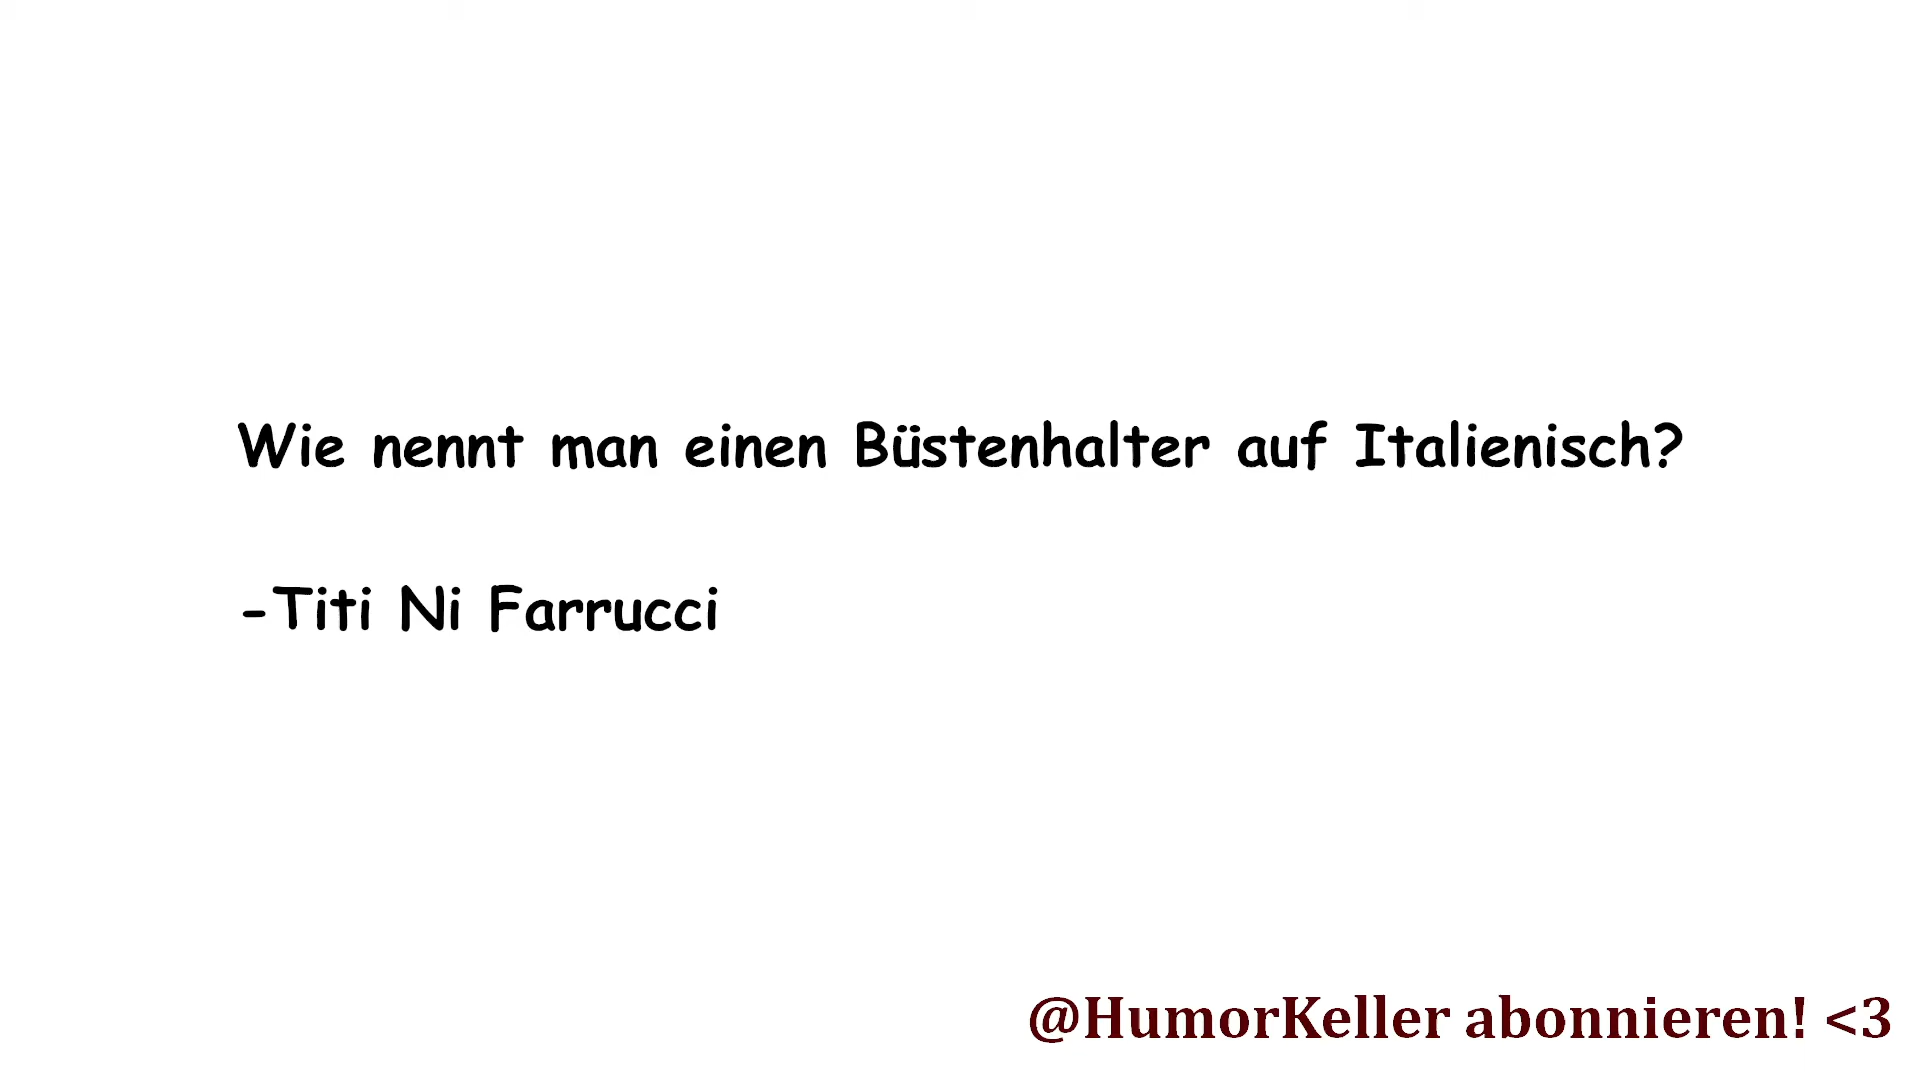 Wie nennt man einen Büstenhalter auf Italienisch?
-Titi Ni Farrucci
@HumorKeller abonnieren! <3